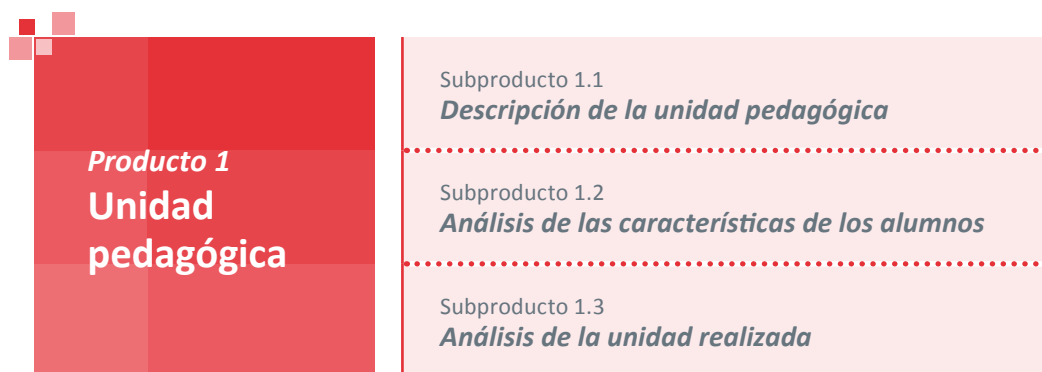 Producto 1
Unidad
pedagógica
Subproducto 1.1
Descripción de la unidad pedagógica
Subproducto 1.2
Análisis de las características de los alumnos
Subproducto 1.3
Análisis de la unidad realizada